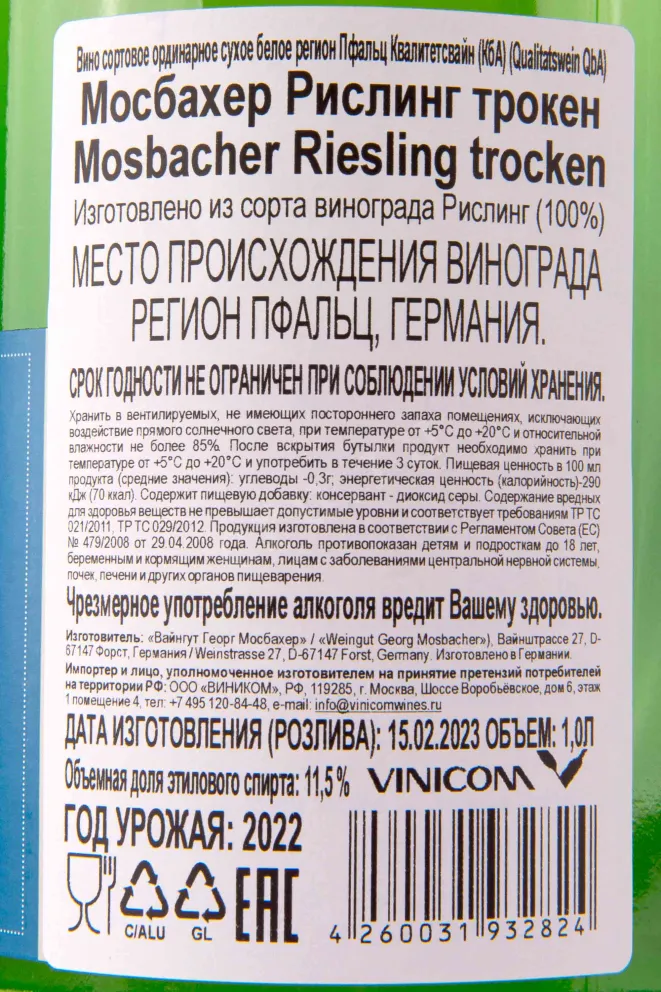 Вино сортовое ординарное сухое белое регион Пфальц Квалитетсвайн (КбА) (Qualitatswein QbA)
Мосбахер Рислинг трокен
Mosbacher Riesling trocken
Изготовлено из сорта винограда Рислинг (100%)
МЕСТО ПРОИСХОЖДЕНИЯ ВИНОГРАДА
РЕГИОН ПФАЛЬЦ, ГЕРМАНИЯ.
СРОК ГОДНОСТИ НЕ ОГРАНИЧЕН ПРИ СОБЛЮДЕНИИ УСЛОВИЙ ХРАНЕНИЯ.
Хранить в вентилируемых, не имеющих постороннего запаха помещениях, исключающих
воздействие прямого солнечного света, при температуре от +5°С до +20°С и относительной
влажности не более 85%. После вскрытия бутылки продукт необходимо хранить при
температуре от +5°С до +20°С и употребить в течение 3 суток. Пищевая ценность в 100 мл
продукта (средние значения): углеводы -0,3г; энергетическая ценность (калорийность)-290
кДж (70 ккал). Содержит пищевую добавку: консервант - диоксид серы. Содержание вредных
для здоровья веществ не превышает допустимые уровни и соответствует требованиям ТР ТС
021/2011, ТР ТС 029/2012. Продукция изготовлена в соответствии с Регламентом Совета (ЕС)
№ 479/2008 от 29.04.2008 года. Алкоголь противопоказан детям и подросткам до 18 лет,
беременным и кормящим женщинам, лицам с заболеваниями центральной нервной системы,
почек, печени и других органов пищеварения.
Чрезмерное употребление алкоголя вредит Вашему здоровью.
Изготовитель: «Вайнгут Георг Мосбахер» / «Weingut Georg Mosbacher»), Вайнштрассе 27, D-
67147 Форст, Германия / Weinstrasse 27, D-67147 Forst, Germany. Изготовлено в Германии.
Импортер и лицо, уполномоченное изготовителем на принятие претензий потребителей
на территории РФ: ООО «ВИНИКОМ», РФ, 119285, г. Москва, Шоссе Воробьёвское, дом 6, этаж
1 помещение 4, тел: +7 495 120-84-48, e-mail: info@vinicomwines.ru
ДАТА ИЗГОТОВЛЕНИЯ (РОЗЛИВА): 15.02.2023 ОБЪЕМ: 1,0Л
Объемная доля этилового спирта: 11,5% VINICOM
ГОД УРОЖАЯ: 2022
C/ALU GL EAC
4 260031 932824